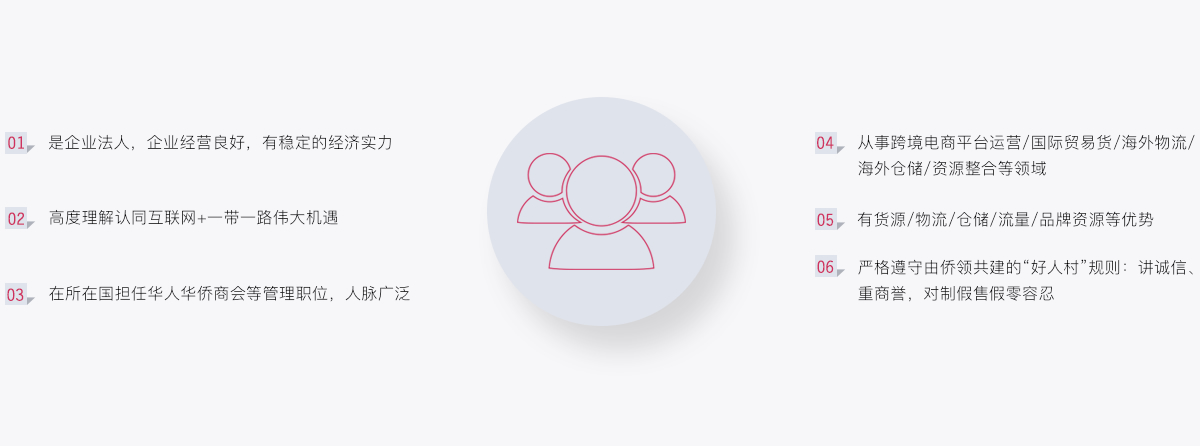 01 是企业法人，企业经营良好，有稳定的经济实力
02 高度理解认同互联网+一带一路伟大机遇
03 在所在国担任华人华侨商会等管理职位，人脉广泛
04 从事跨境电商平台运营/国际贸易货/海外物流/
海外仓储/资源整合等领域
05 有货源/物流/仓储/流量/品牌资源等优势
06 严格遵守由侨领共建的“好人村”规则：讲诚信、
重商誉，对制假售假零容忍